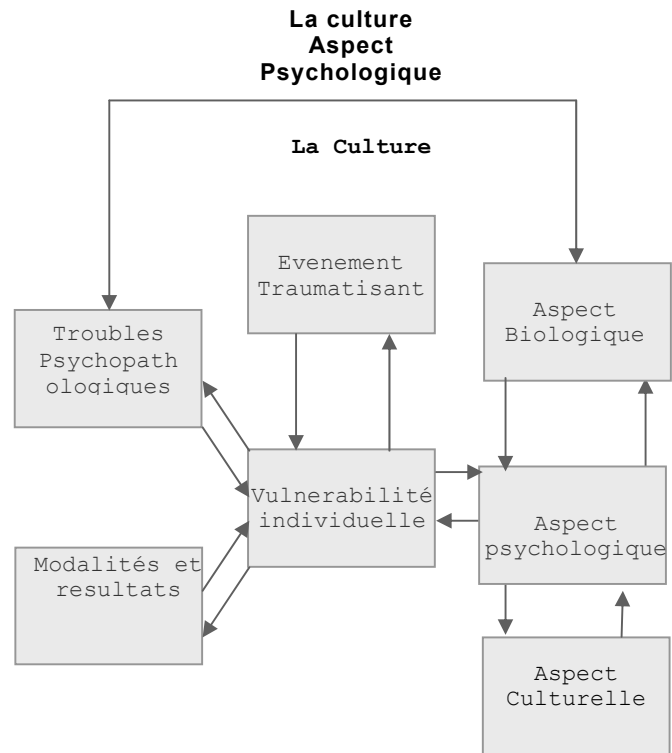 La culture
Aspect
Psychologique
La Culture
Evenement
Traumatisant
Aspect
Biologique
Troubles
Psychopath
ologiques
Vulnerabilité
individuelle
Aspect
psychologique
Modalités et
resultats
Aspect
Culturelle